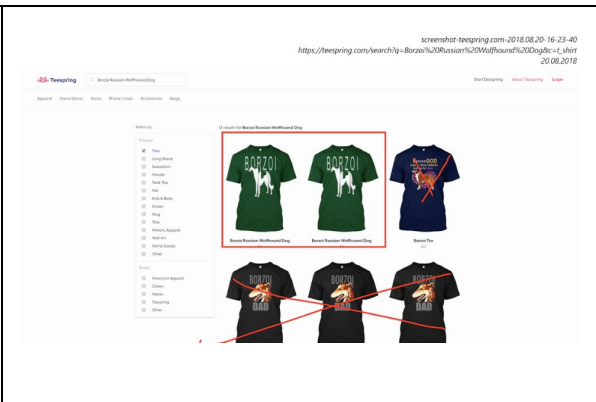 screenshot-teespring.com-2018.08.20-16-23-40
https://teespring.com/search?q=Borzoi%20Russian%20Wolfhound%20Dog&c=t_shirt
20.08.2018
Teespring
Borzoi Russian Wolfhound Dog
Start Designing About Teespring Login
Apparel Home Decor Socks Phone Cases Accessories Mugs
Refine by:
12 results for Borzoi Russian Wolfhound Dog
Product
Tees
Long Sleeve
Sweatshirt
Hoodie
Tank Top
Hat
Kids & Baby
Sticker
Mug
Tote
Athletic Apparel
Wall Art
Home Goods
Other
Brand
American Apparel
Gildan
Hanes
Teespring
Other
BORZOI
BORZOI
BorzoiGOD
Borzoi Russian Wolfhound Dog
Borzoi Russian Wolfhound Dog
Borzoi Tee
BORZOI
DAD
BORZOI
DAD
BORZOI
DAD